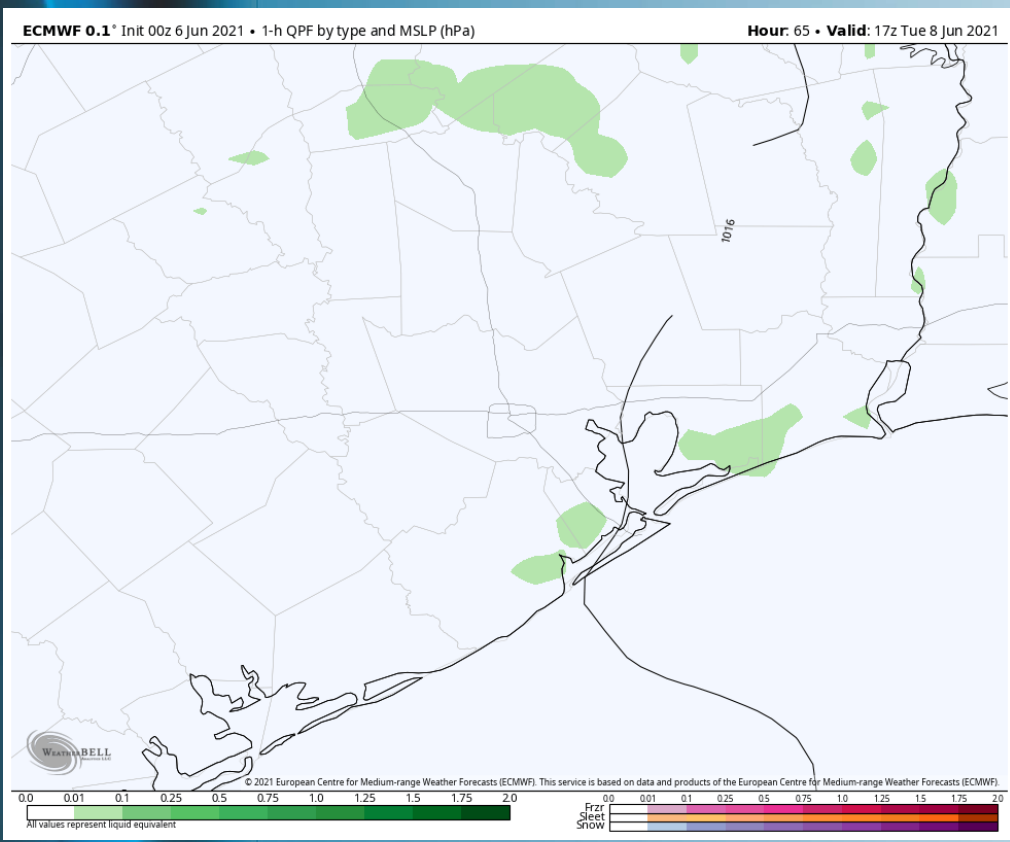 ECMWF 0.1° Init 00z 6 Jun 2021 • 1-h QPF by type and MSLP (hPa) Hour: 65 • Valid: 17z Tue 8 Jun 2021
1016
WEATHERBELL
© 2021 European Centre for Medium-range Weather Forecasts (ECMWF). This service is based on data and products of the European Centre for Medium-range Weather Forecasts (ECMWF).
0.0 0.01 0.1 0.25 0.5 0.75 1.0 1.25 1.5 1.75 2.0
All values represent liquid equivalent
0.0 0.01 0.1 0.25 0.5 0.75 1.0 1.25 1.5 1.75 2.0
Frzr
Sleet
Snow